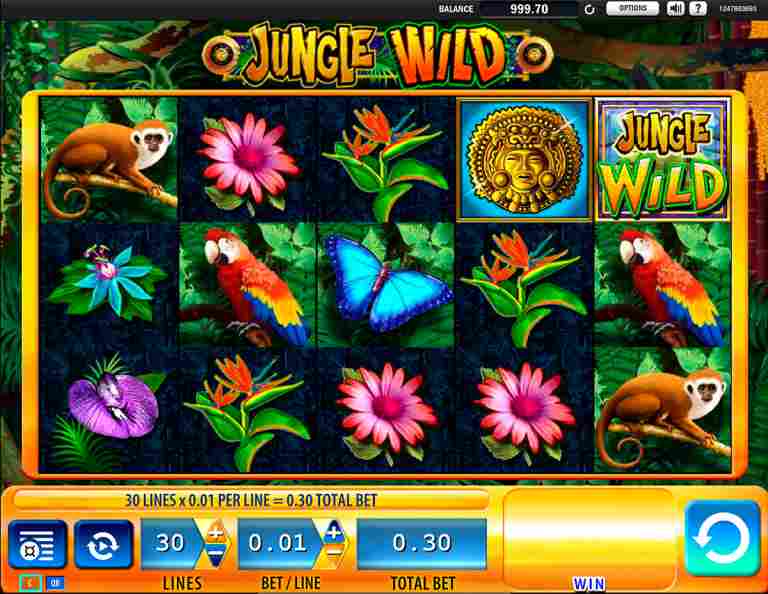 BALANCE 999.70 OPTIONS ? 1247603693
JUNGLE WILD
JUNGLE
WILD
30 LINES x 0.01 PER LINE = 0.30 TOTAL BET
30 0.01 0.30
LINES BET / LINE TOTAL BET WIN